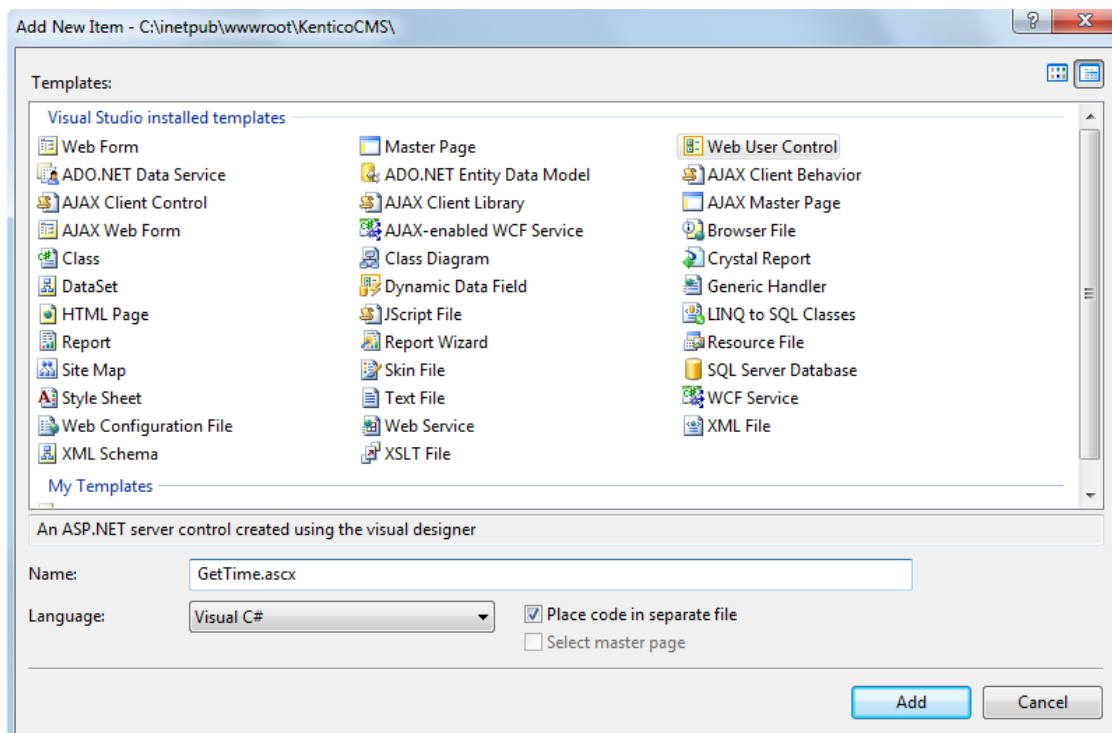 Add New Item - C:\inetpub\wwwroot\KenticoCMS\
Templates:
Visual Studio installed templates
Web Form Master Page Web User Control
ADO.NET Data Service ADO.NET Entity Data Model AJAX Client Behavior
AJAX Client Control AJAX Client Library AJAX Master Page
AJAX Web Form AJAX-enabled WCF Service Browser File
Class Class Diagram Crystal Report
DataSet Dynamic Data Field Generic Handler
HTML Page JScript File LINQ to SQL Classes
Report Report Wizard Resource File
Site Map Skin File SQL Server Database
Style Sheet Text File WCF Service
Web Configuration File Web Service XML File
XML Schema XSLT File
My Templates
An ASP.NET server control created using the visual designer
Name: GetTime.ascx
Language: Visual C# Place code in separate file
Select master page
Add Cancel